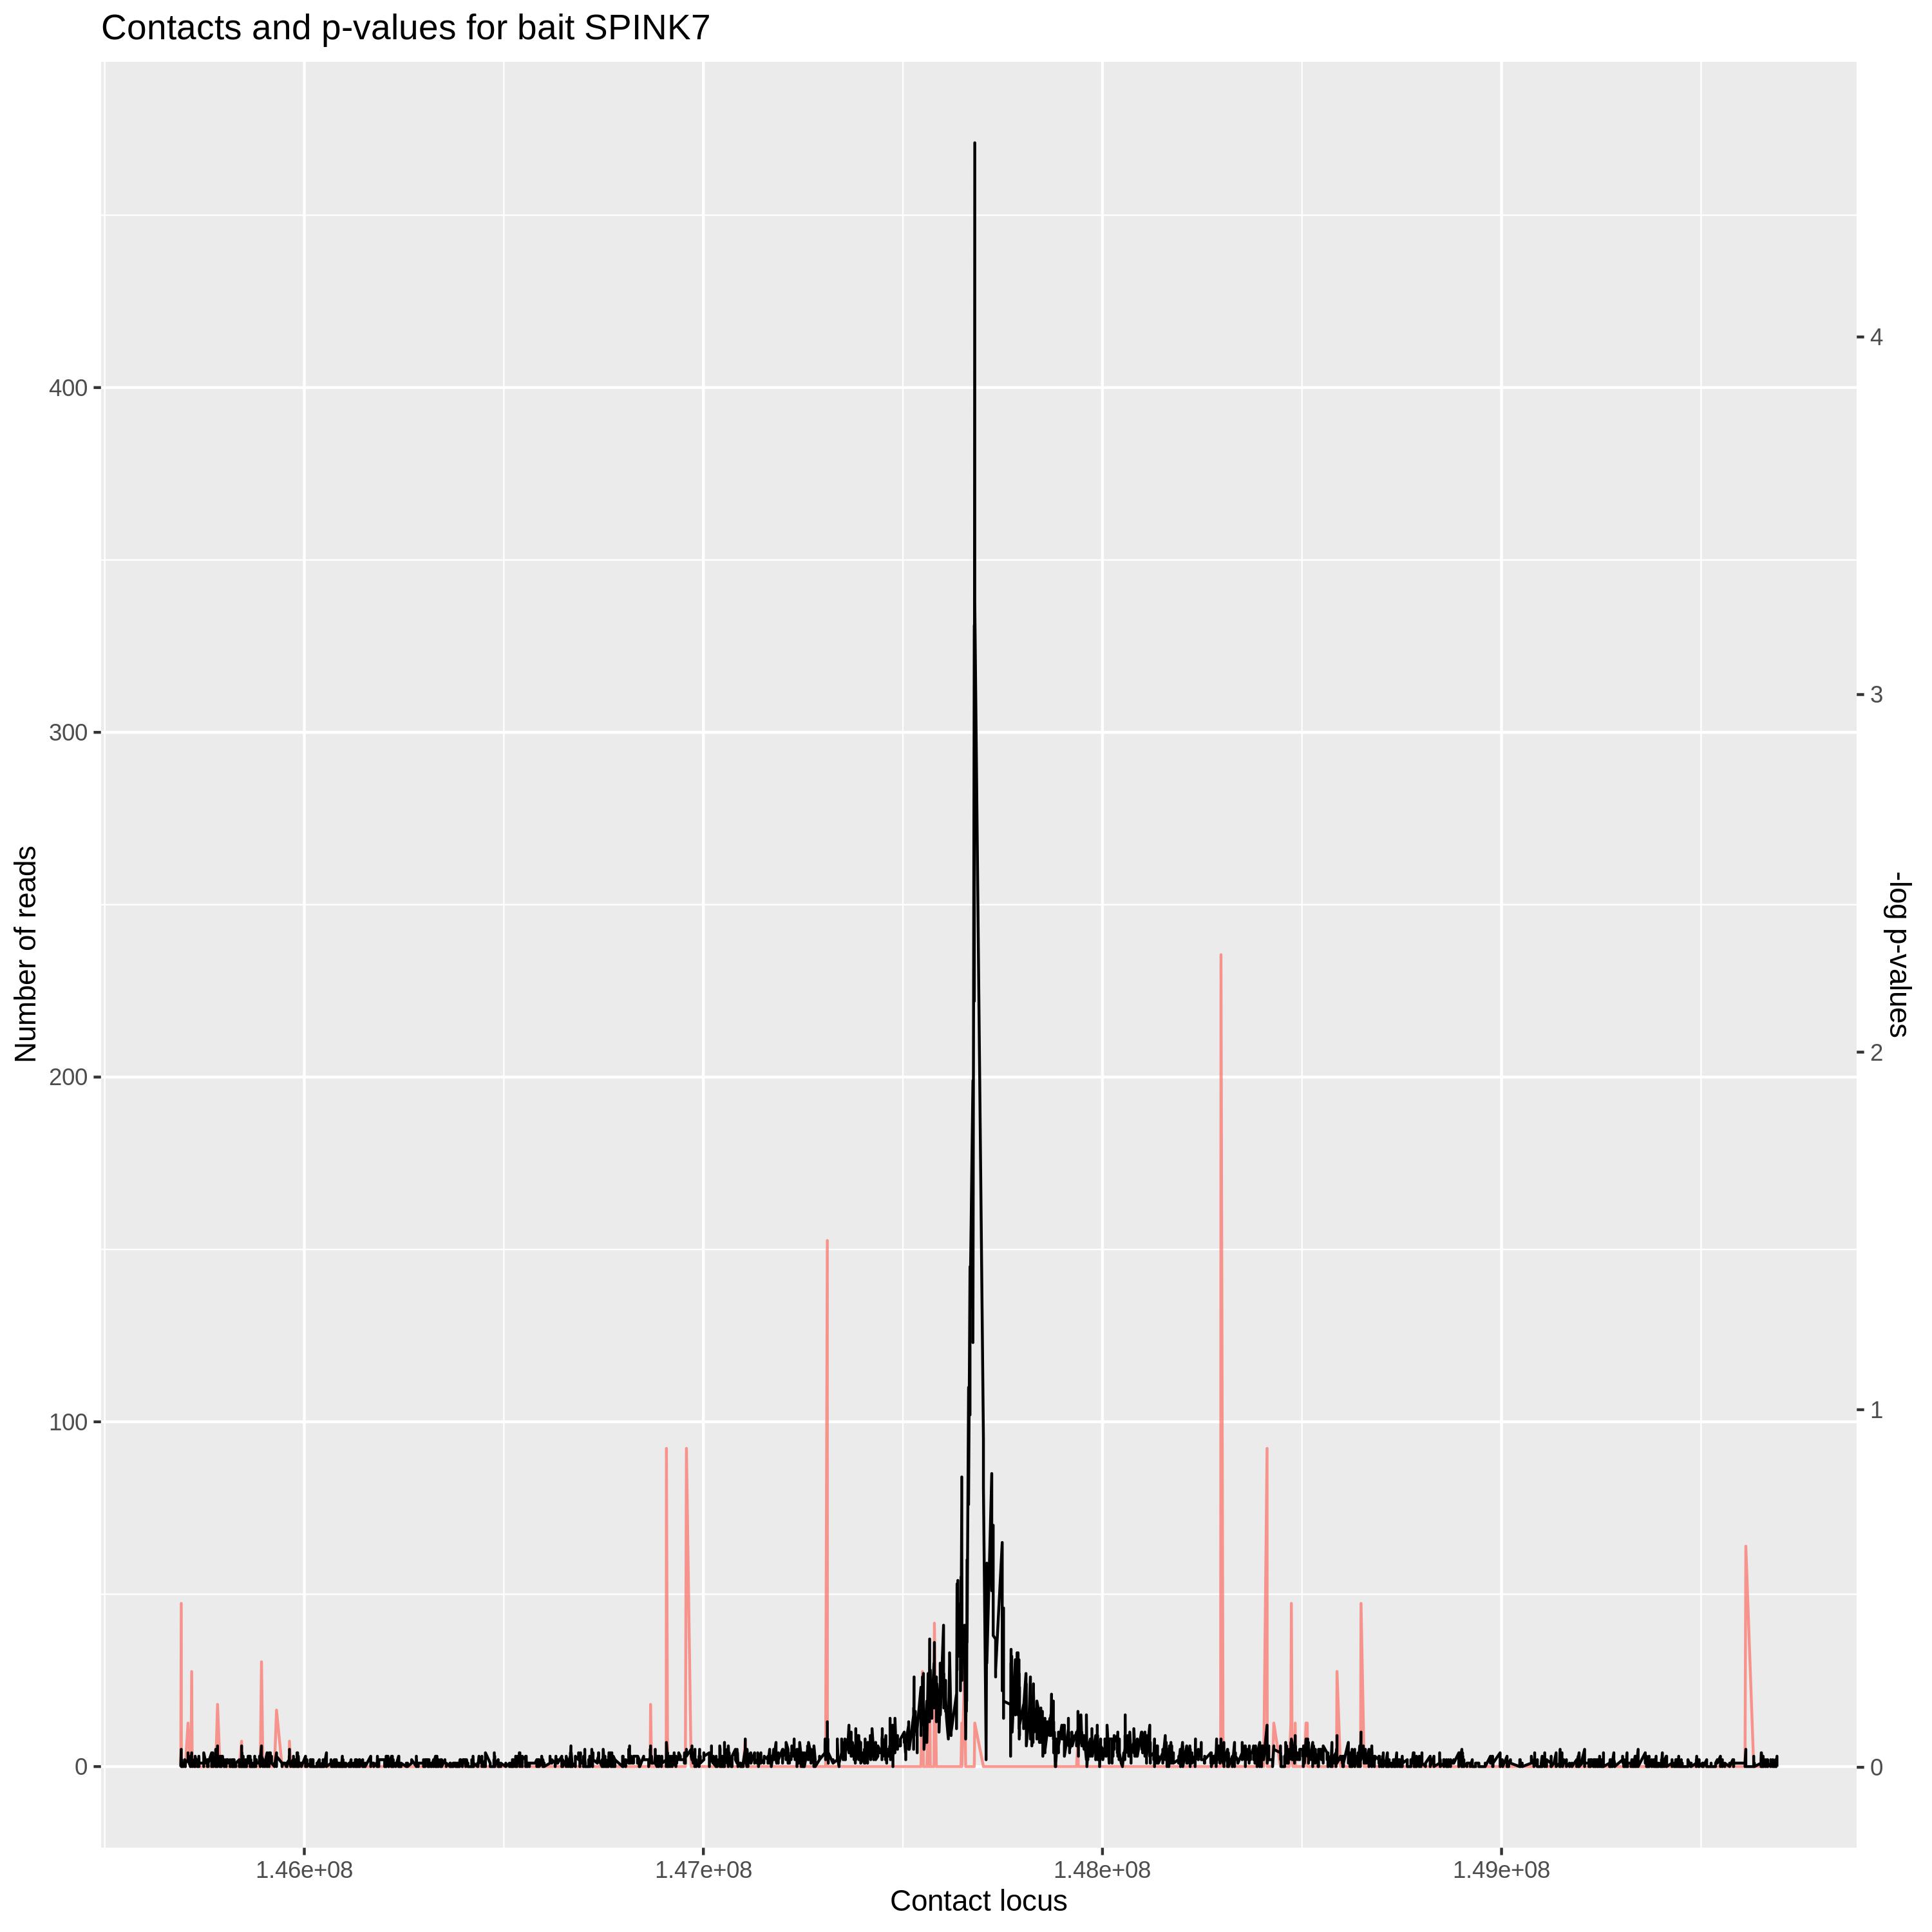 Contacts and p-values for bait SPINK7
Number of reads
400
300
200
100
0
4
3
2
1
0
-log p-values
1.46e+08
1.47e+08
1.48e+08
1.49e+08
Contact locus